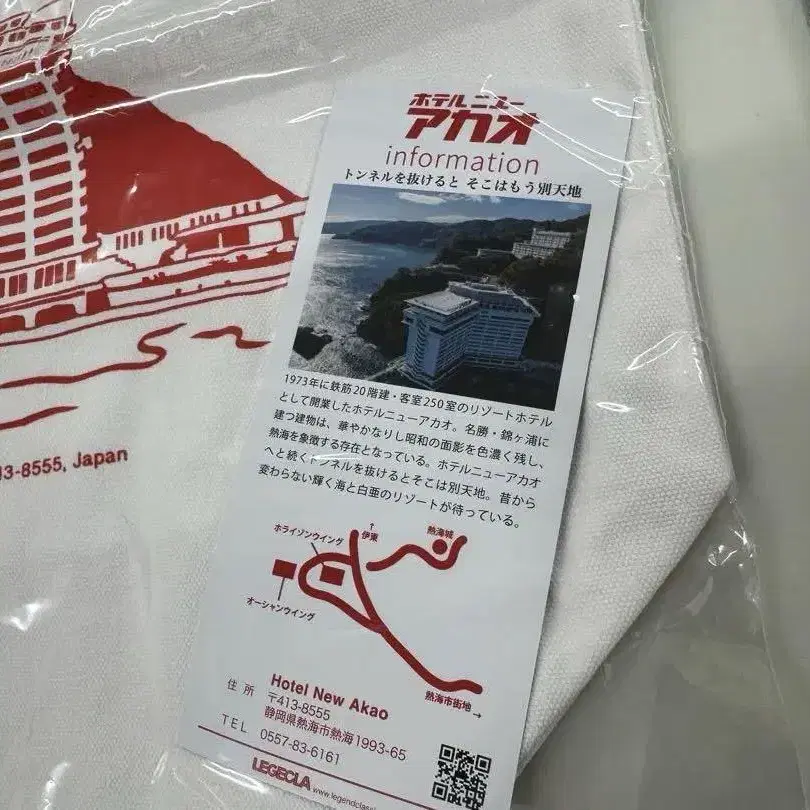 ホテルニュー
アカオ
information
トンネルを抜けると そこはもう別天地
1973年に鉄筋20階建・客室250室のリゾートホテル
として開業したホテルニューアカオ。名勝・錦ヶ浦に
建つ建物は、華やかなりし昭和の面影を色濃く残し、
熱海を象徴する存在となっている。ホテルニューアカオ
へと続くトンネルを抜けるとそこは別天地。昔から
変わらない輝く海と白亜のリゾートが待っている。
↑
伊東
熱海城
ホライゾンウイング
オーシャンウイング
熱海市街地
→
13-8555, Japan
Hotel New Akao
住 所 〒413-8555
静岡県熱海市熱海1993-65
TEL 0557-83-6161
LEGECLA www.legendclas